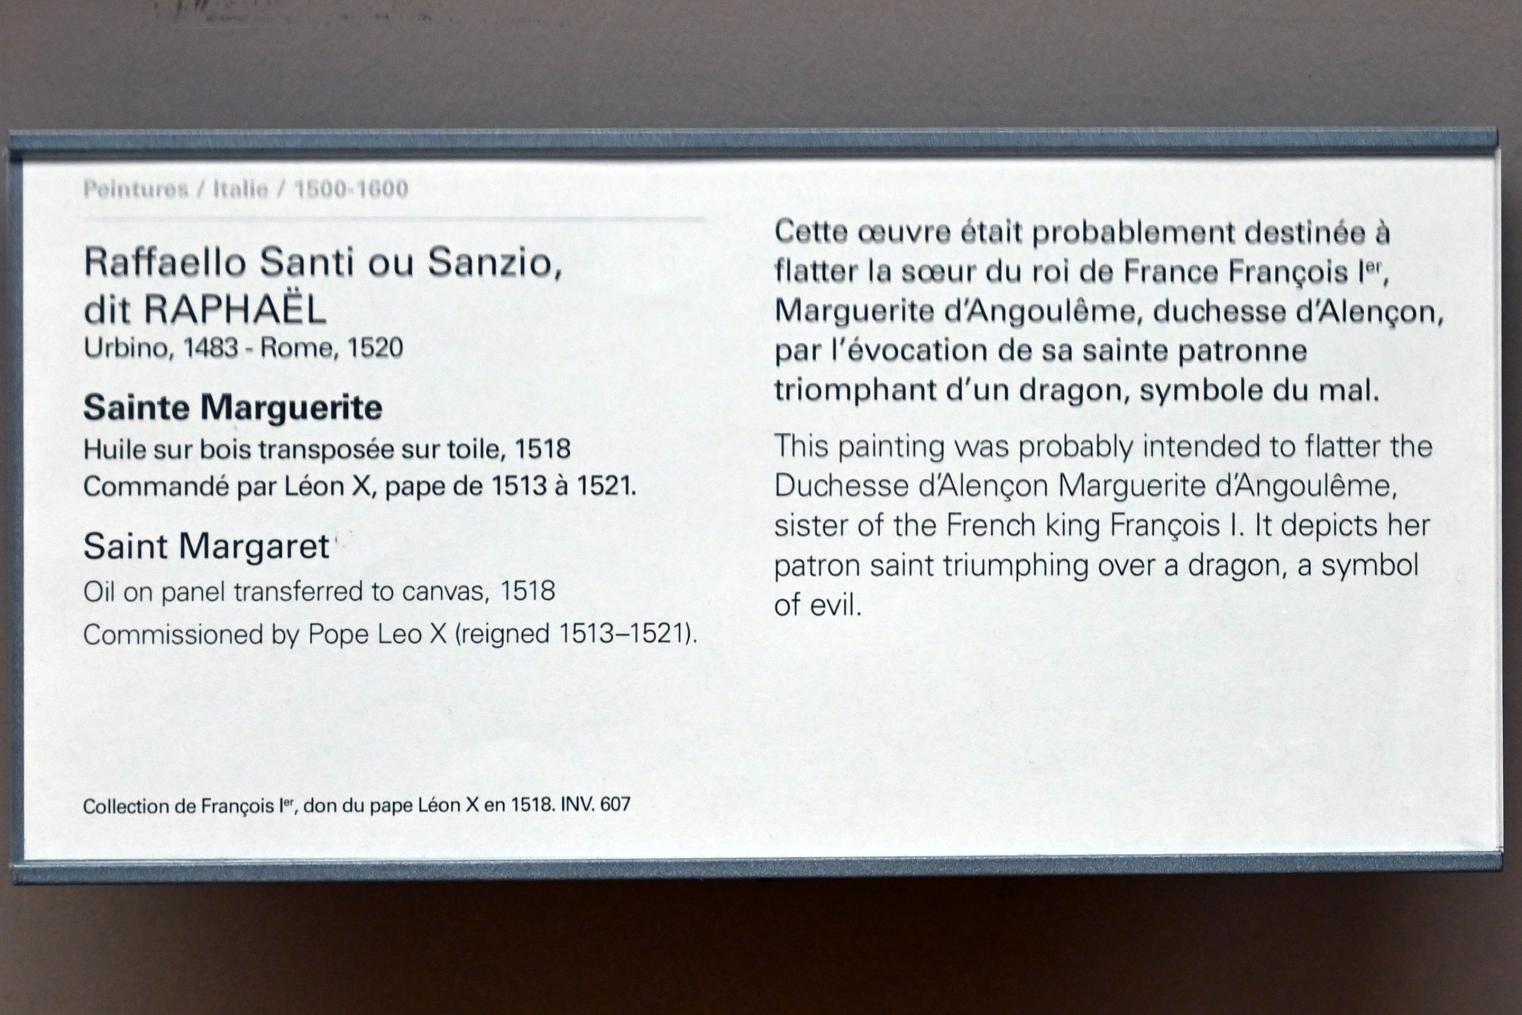 Peintures / Italie / 1500-1600
Raffaello Santi ou Sanzio,
dit RAPHAËL
Urbino, 1483 - Rome, 1520
Sainte Marguerite
Huile sur bois transposée sur toile, 1518
Commandé par Léon X, pape de 1513 à 1521.
Saint Margaret
Oil on panel transferred to canvas, 1518
Commissioned by Pope Leo X (reigned 1513–1521).
Collection de François Ier, don du pape Léon X en 1518. INV. 607
Cette œuvre était probablement destinée à
flatter la sœur du roi de France François Ier,
Marguerite d'Angoulême, duchesse d'Alençon,
par l'évocation de sa sainte patronne
triomphant d'un dragon, symbole du mal.
This painting was probably intended to flatter the
Duchesse d'Alençon Marguerite d'Angoulême,
sister of the French king François I. It depicts her
patron saint triumphing over a dragon, a symbol
of evil.